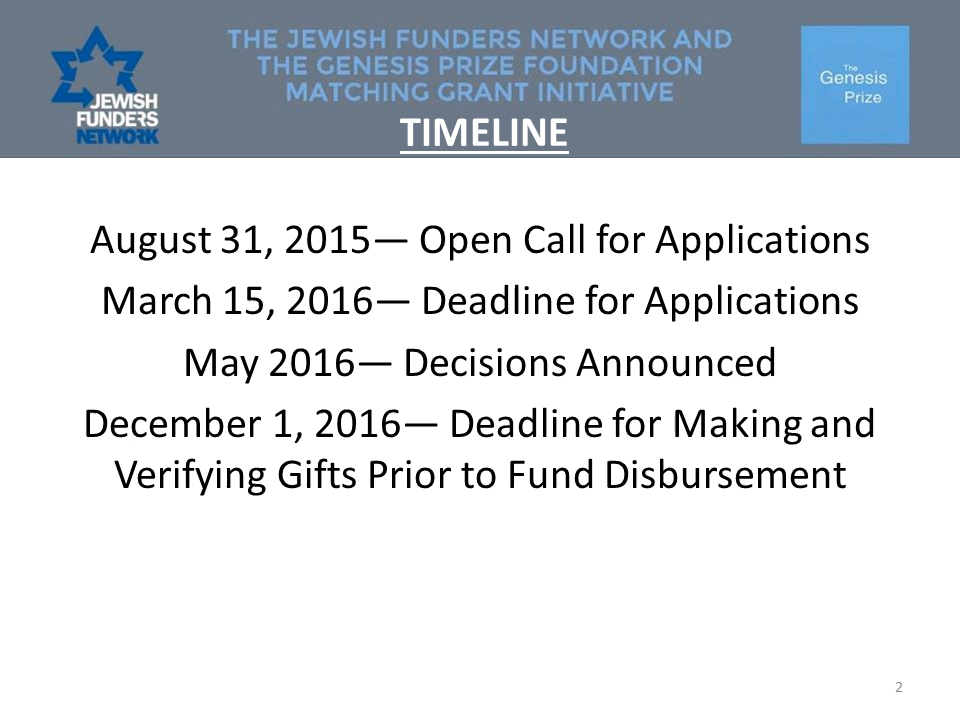 JEWISH
FUNDERS
NETWORK
THE JEWISH FUNDERS NETWORK AND
THE GENESIS PRIZE FOUNDATION
MATCHING GRANT INITIATIVE
TIMELINE
The
Genesis
Prize
August 31, 2015— Open Call for Applications
March 15, 2016— Deadline for Applications
May 2016— Decisions Announced
December 1, 2016— Deadline for Making and
Verifying Gifts Prior to Fund Disbursement
2